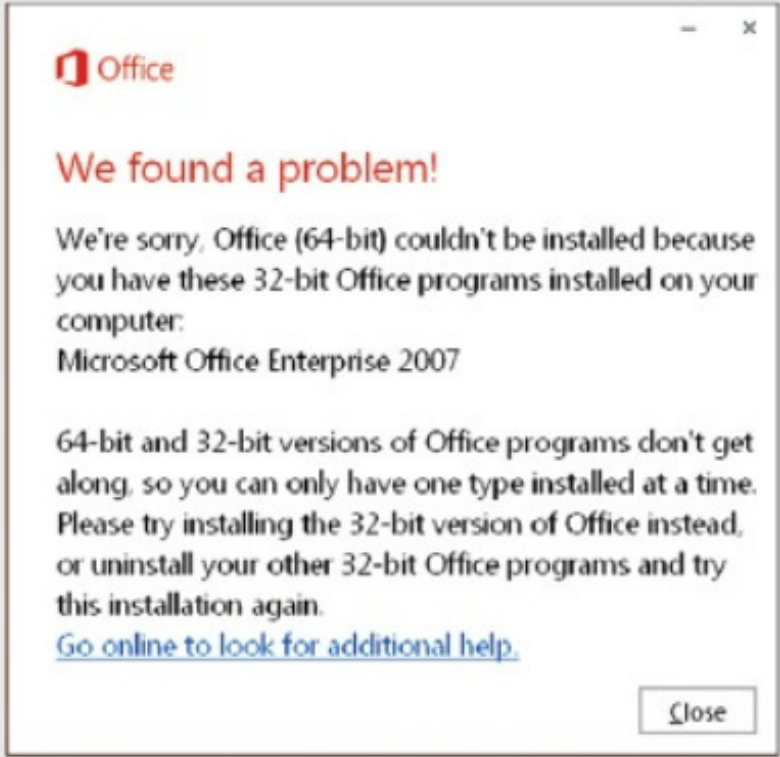 Office
We found a problem!
We're sorry, Office (64-bit) couldn't be installed because
you have these 32-bit Office programs installed on your
computer:
Microsoft Office Enterprise 2007
64-bit and 32-bit versions of Office programs don't get
along, so you can only have one type installed at a time.
Please try installing the 32-bit version of Office instead,
or uninstall your other 32-bit Office programs and try
this installation again.
Go online to look for additional help.
Close